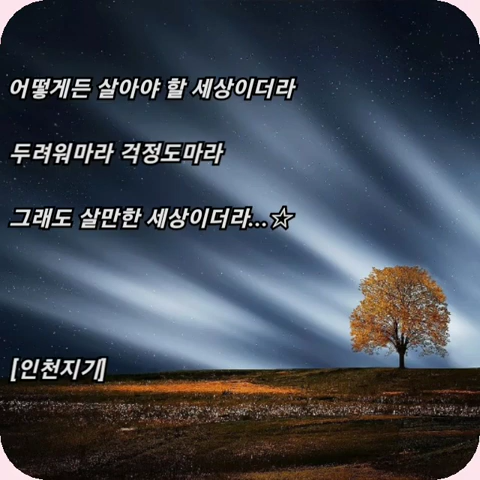 어떻게든 살아야 할 세상이더라
두려워마라 걱정도마라
그래도 살만한 세상이더라...☆
[인천지기]